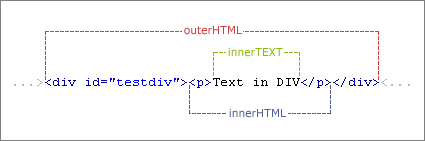 outerHTML
innerTEXT
...><div id="testdiv"><p>Text in DIV</p></div><...
innerHTML